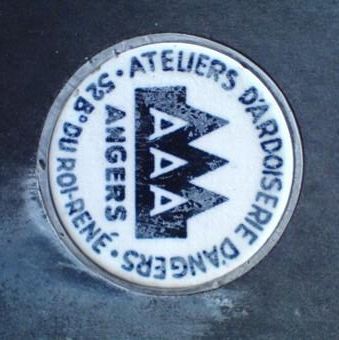 ATELIERS D'ARDOISERIE D'ANGERS •
52 Bᴰ DU ROI-RENÉ •
ANGERS
AAA